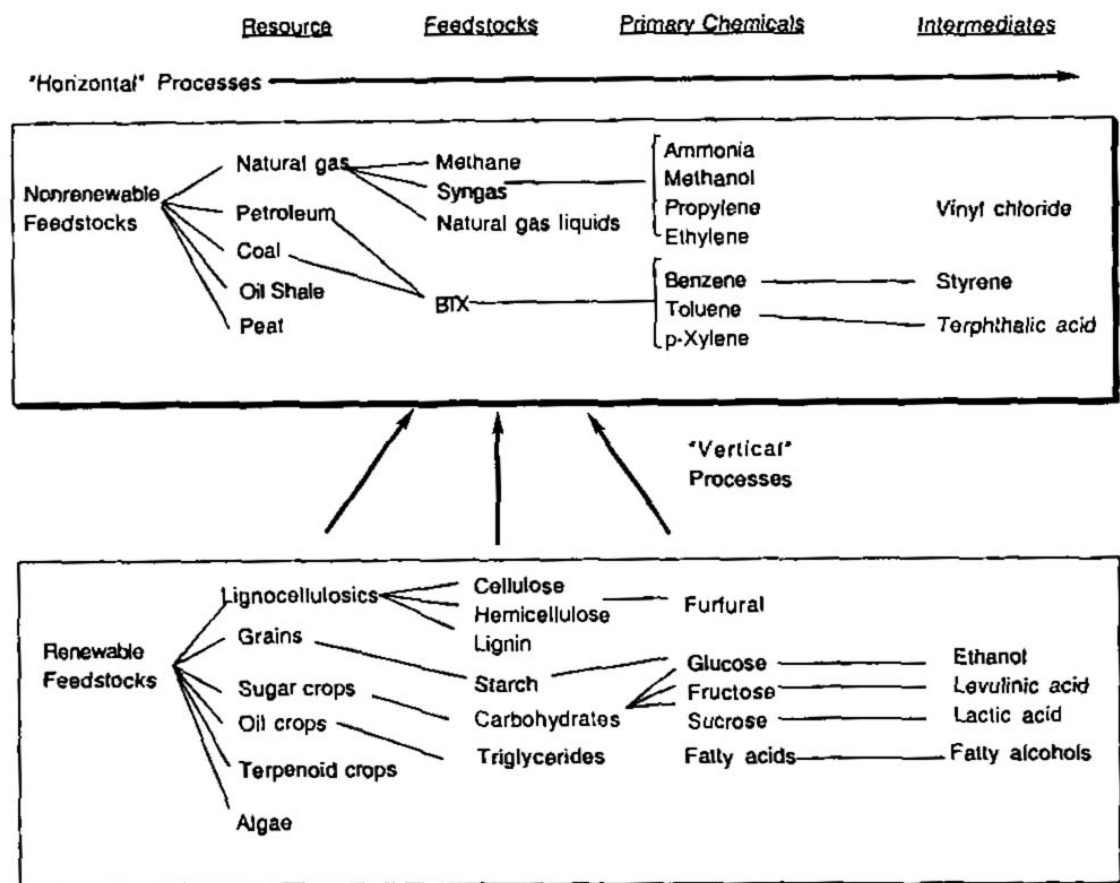 Resource Feedstocks Primary Chemicals Intermediates
"Horizontal" Processes
Nonrenewable
Feedstocks
Natural gas
Petroleum
Coal
Oil Shale
Peat
Methane
Syngas
Natural gas liquids
BTX
Ammonia
Methanol
Propylene
Ethylene
Benzene
Toluene
p-Xylene
Vinyl chloride
Styrene
Terphthalic acid
"Vertical"
Processes
Renewable
Feedstocks
Lignocellulosics
Grains
Sugar crops
Oil crops
Terpenoid crops
Algae
Cellulose
Hemicellulose
Lignin
Starch
Carbohydrates
Triglycerides
Furfural
Glucose
Fructose
Sucrose
Fatty acids
Ethanol
Levulinic acid
Lactic acid
Fatty alcohols